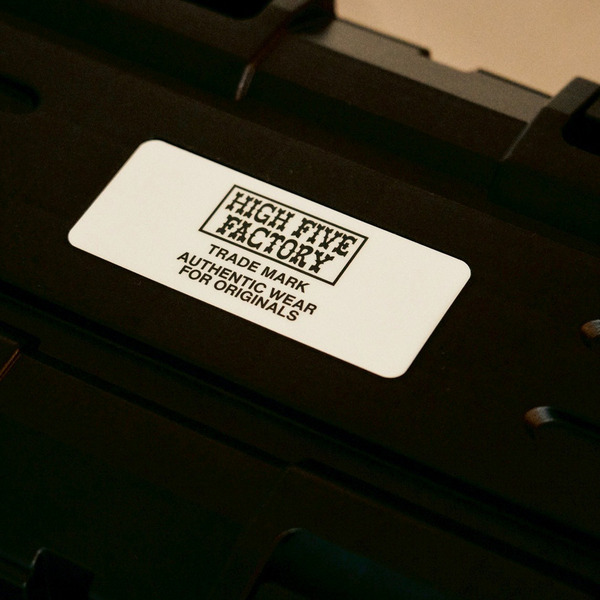 HIGH FIVE
FACTORY
TRADE MARK
AUTHENTIC WEAR
FOR ORIGINALS